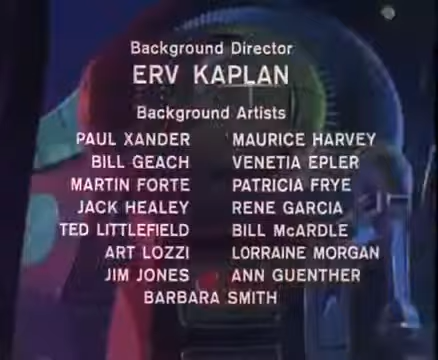 Background Director
ERV KAPLAN
Background Artists
PAUL XANDER MAURICE HARVEY
BILL GEACH VENETIA EPLER
MARTIN FORTE PATRICIA FRYE
JACK HEALEY RENE GARCIA
TED LITTLEFIELD BILL McARDLE
ART LOZZI LORRAINE MORGAN
JIM JONES ANN GUENTHER
BARBARA SMITH